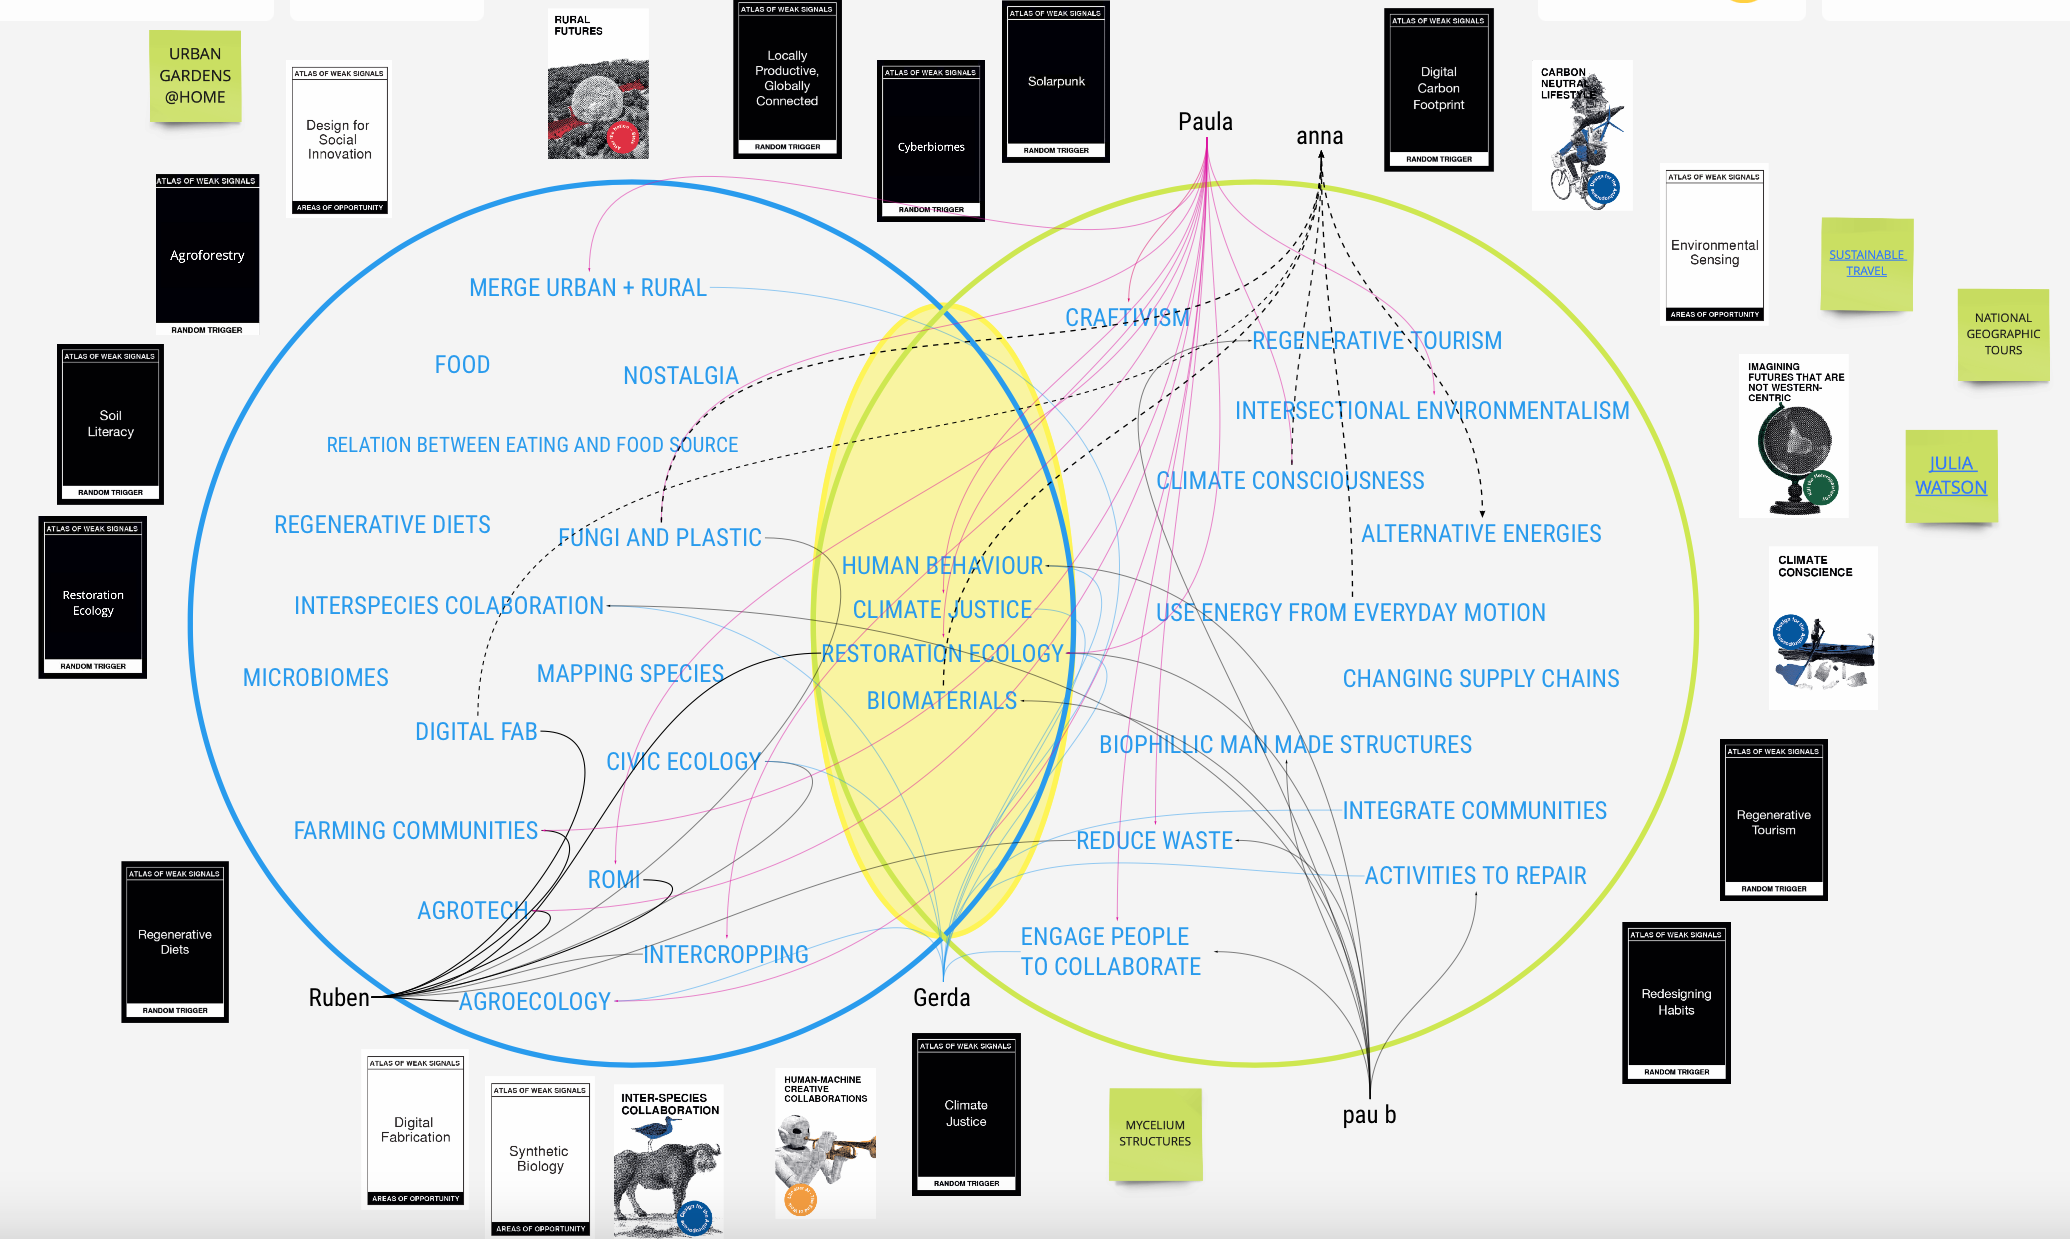 URBAN
GARDENS
@HOME
ATLAS OF WEAK SIGNALS
Design for
Social
Innovation
AREAS OF OPPORTUNITY
RURAL
FUTURES
ATLAS OF WEAK SIGNALS
Locally
Productive,
Globally
Connected
RANDOM TRIGGER
ATLAS OF WEAK SIGNALS
Cyberbiomes
RANDOM TRIGGER
ATLAS OF WEAK SIGNALS
Solarpunk
RANDOM TRIGGER
Paula
anna
ATLAS OF WEAK SIGNALS
Digital
Carbon
Footprint
RANDOM TRIGGER
CARBON
NEUTRAL
LIFESTYLE
ATLAS OF WEAK SIGNALS
Environmental
Sensing
AREAS OF OPPORTUNITY
SUSTAINABLE
TRAVEL
NATIONAL
GEOGRAPHIC
TOURS
ATLAS OF WEAK SIGNALS
Agroforestry
RANDOM TRIGGER
ATLAS OF WEAK SIGNALS
Soil
Literacy
RANDOM TRIGGER
ATLAS OF WEAK SIGNALS
Restoration
Ecology
RANDOM TRIGGER
MERGE URBAN + RURAL
FOOD
NOSTALGIA
RELATION BETWEEN EATING AND FOOD SOURCE
REGENERATIVE DIETS
FUNGI AND PLASTIC
INTERSPECIES COLABORATION
MICROBIOMES
MAPPING SPECIES
DIGITAL FAB
CIVIC ECOLOGY
FARMING COMMUNITIES
ROMI
AGROTECH
INTERCROPPING
AGROECOLOGY
HUMAN BEHAVIOUR
CLIMATE JUSTICE
RESTORATION ECOLOGY
BIOMATERIALS
CRAFTIVISM
REGENERATIVE TOURISM
INTERSECTIONAL ENVIRONMENTALISM
CLIMATE CONSCIOUSNESS
ALTERNATIVE ENERGIES
USE ENERGY FROM EVERYDAY MOTION
CHANGING SUPPLY CHAINS
BIOPHILLIC MAN MADE STRUCTURES
INTEGRATE COMMUNITIES
REDUCE WASTE
ACTIVITIES TO REPAIR
ENGAGE PEOPLE
TO COLLABORATE
IMAGINING
FUTURES THAT ARE
NOT WESTERN-
CENTRIC
JULIA
WATSON
CLIMATE
CONSCIENCE
ATLAS OF WEAK SIGNALS
Regenerative
Tourism
RANDOM TRIGGER
ATLAS OF WEAK SIGNALS
Redesigning
Habits
RANDOM TRIGGER
ATLAS OF WEAK SIGNALS
Regenerative
Diets
RANDOM TRIGGER
Ruben
Gerda
pau b
ATLAS OF WEAK SIGNALS
Digital
Fabrication
AREAS OF OPPORTUNITY
ATLAS OF WEAK SIGNALS
Synthetic
Biology
AREAS OF OPPORTUNITY
INTER-SPECIES
COLLABORATION
HUMAN-MACHINE
CREATIVE
COLLABORATIONS
ATLAS OF WEAK SIGNALS
Climate
Justice
RANDOM TRIGGER
MYCELIUM
STRUCTURES